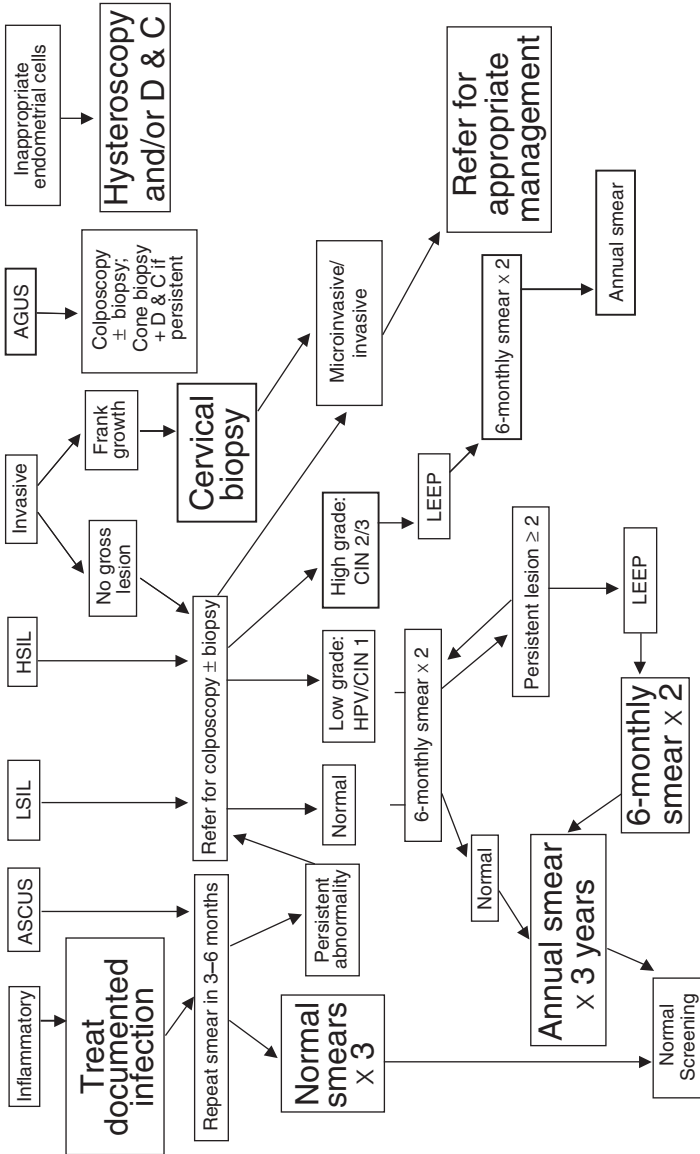 Inflammatory
ASCUS
LSIL
HSIL
Invasive
AGUS
Inappropriate
endometrial cells
Treat
documented
infection
No gross
lesion
Frank
growth
Colposcopy
± biopsy;
Cone biopsy
+ D & C if
persistent
Hysteroscopy
and/or D & C
Repeat smear in 3–6 months
Refer for colposcopy ± biopsy
Cervical
biopsy
Normal
smears
x 3
Persistent
abnormality
Normal
Low grade:
HPV/CIN 1
High grade:
CIN 2/3
Microinvasive/
invasive
6-monthly smear x 2
LEEP
Refer for
appropriate
management
Normal
Persistent lesion ≥ 2
6-monthly smear x 2
Annual smear
x 3 years
6-monthly
smear x 2
LEEP
Annual smear
Normal
Screening